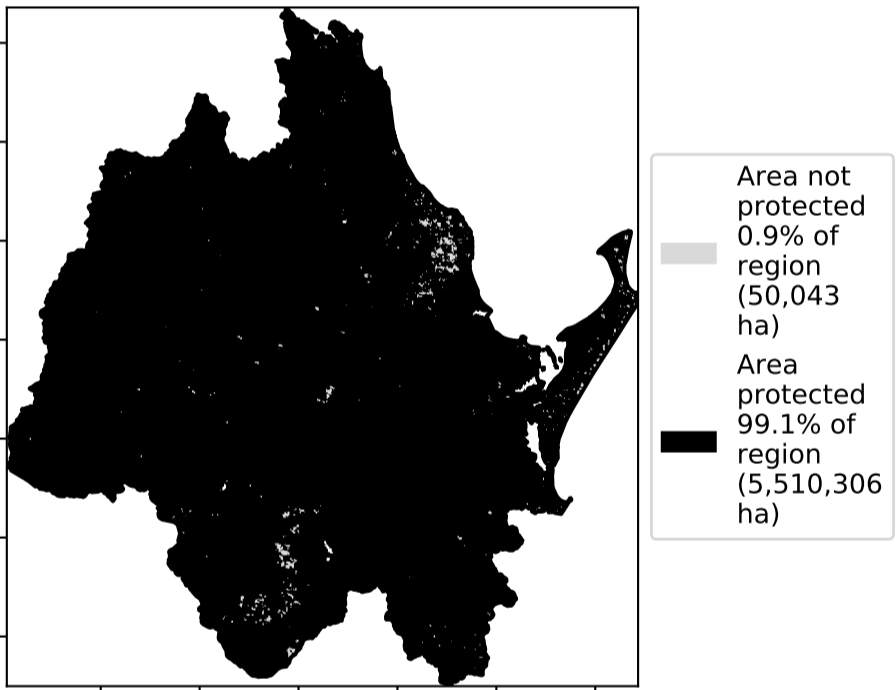 Area not
protected
0.9% of
region
(50,043
ha)
Area
protected
99.1% of
region
(5,510,306
ha)